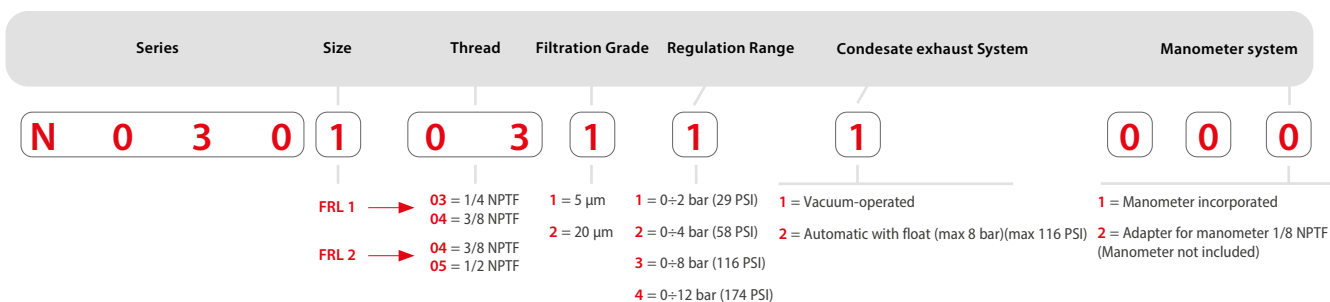 Series Size Thread Filtration Grade Regulation Range Condesate exhaust System Manometer system
N 0 3 0 1 0 3 1 1 1 0 0 0
FRL 1
03 = 1/4 NPTF
04 = 3/8 NPTF
FRL 2
04 = 3/8 NPTF
05 = 1/2 NPTF
1 = 5 μm
2 = 20 μm
1 = 0÷2 bar (29 PSI)
2 = 0÷4 bar (58 PSI)
3 = 0÷8 bar (116 PSI)
4 = 0÷12 bar (174 PSI)
1 = Vacuum-operated
2 = Automatic with float (max 8 bar)(max 116 PSI)
1 = Manometer incorporated
2 = Adapter for manometer 1/8 NPTF
(Manometer not included)